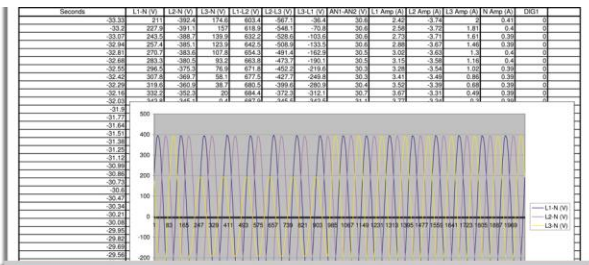 Seconds L1-N (V) L2-N (V) L3-N (V) L1-L2 (V) L2-L3 (V) L3-L1 (V) AN1-AN2 (V) L1 Amp (A) L2 Amp (A) L3 Amp (A) N Amp (A) DIG1
-33.33 211 -392.4 174.6 603.4 -567.1 -36.4 30.6 2.42 -3.74 2 0.41 0
-33.2 227.9 -391.1 157 618.9 -548.1 -70.8 30.6 2.58 -3.72 1.81 0.4 0
-33.07 243.5 -388.7 139.9 632.2 -528.6 -103.6 30.6 2.73 -3.71 1.61 0.39 0
-32.94 257.4 -385.1 123.9 642.5 -508.9 -133.5 30.6 2.88 -3.67 1.46 0.39 0
-32.81 270.7 -383.6 107.8 654.3 -491.4 -162.9 30.5 3.02 -3.63 1.3 0.4 0
-32.68 283.3 -380.5 93.2 663.8 -473.7 -190.1 30.5 3.15 -3.58 1.16 0.4 0
-32.55 296.5 -375.3 76.9 671.8 -452.2 -219.6 30.5 3.28 -3.54 1.02 0.39 0
-32.42 307.8 -369.7 58.1 677.5 -427.7 -249.8 30.3 3.41 -3.49 0.86 0.39 0
-32.29 319.6 -360.9 38.7 680.5 -399.6 -280.9 30.4 3.52 -3.39 0.68 0.39 0
-32.16 332.2 -352.3 20 684.4 -372.3 -312.1 30.7 3.67 -3.31 0.49 0.39 0
-32.03
-31.9
-31.77
-31.64
-31.51
-31.38
-31.25
-31.12
-30.99
-30.86
-30.73
-30.6
-30.47
-30.34
-30.21
-30.08
-29.95
-29.82
-29.69
-29.56
500
400
300
200
100
0
-100
-200
83 165 247 329 411 493 575 657 739 821 903 985 1067 1149 1231 1313 1395 1477 1559 1641 1723 1805 1887 1969
L1-N (V)
L2-N (V)
L3-N (V)